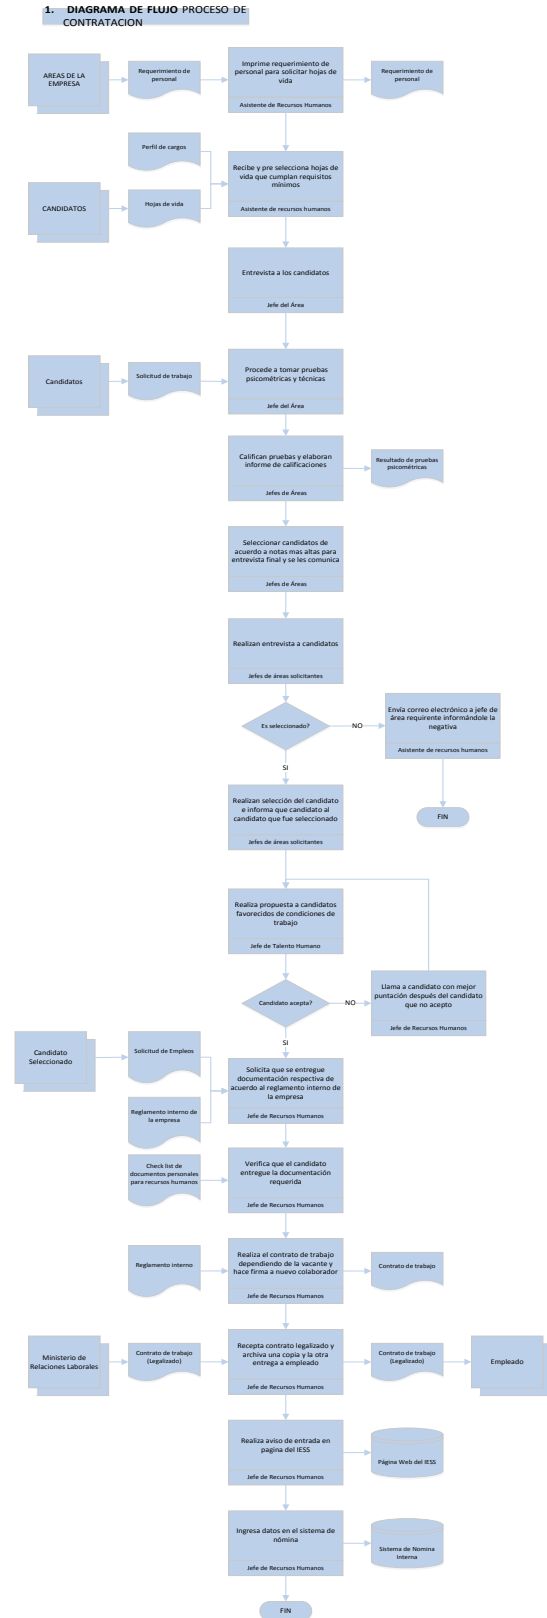 1. DIAGRAMA DE FLUJO PROCESO DE
CONTRATACION
AREAS DE LA
EMPRESA
Requerimiento de
personal
Imprime requerimiento de
personal para solicitar hojas de
vida
Asistente de Recursos Humanos
Requerimiento de
personal
Perfil de cargos
CANDIDATOS
Hojas de vida
Recibe y pre selecciona hojas de
vida que cumplan requisitos
mínimos
Asistente de recursos humanos
Entrevista a los candidatos
Jefe del Área
Candidatos
Solicitud de trabajo
Procede a tomar pruebas
psicométricas y técnicas
Jefe del Área
Califican pruebas y elaboran
informe de calificaciones
Jefes de Áreas
Resultado de pruebas
psicométricas
Seleccionar candidatos de
acuerdo a notas mas altas para
entrevista final y se les comunica
Jefes de Áreas
Realizan entrevista a candidatos
Jefes de áreas solicitantes
Es seleccionado?
NO
Envía correo electrónico a jefe de
área requirente informándole la
negativa
Asistente de recursos humanos
FIN
SI
Realizan selección del candidato
e informa que candidato al
candidato que fue seleccionado
Jefes de áreas solicitantes
Realiza propuesta a candidatos
favorecidos de condiciones de
trabajo
Jefe de Talento Humano
Candidato acepta?
NO
Llama a candidato con mejor
puntación después del candidato
que no acepto
Jefe de Recursos Humanos
SI
Candidato
Seleccionado
Solicitud de Empleos
Reglamento interno de
la empresa
Solicita que se entregue
documentación respectiva de
acuerdo al reglamento interno de
la empresa
Jefe de Recursos Humanos
Check list de
documentos personales
para recursos humanos
Verifica que el candidato
entregue la documentación
requerida
Jefe de Recursos Humanos
Reglamento interno
Realiza el contrato de trabajo
dependiendo de la vacante y
hace firma a nuevo colaborador
Jefe de Recursos Humanos
Contrato de trabajo
Ministerio de
Relaciones Laborales
Contrato de trabajo
(Legalizado)
Recepta contrato legalizado y
archiva una copia y la otra
entrega a empleado
Jefe de Recursos Humanos
Contrato de trabajo
(Legalizado)
Empleado
Realiza aviso de entrada en
pagina del IESS
Jefe de Recursos Humanos
Página Web del IESS
Ingresa datos en el sistema de
nómina
Jefe de Recursos Humanos
Sistema de Nomina
Interna
FIN